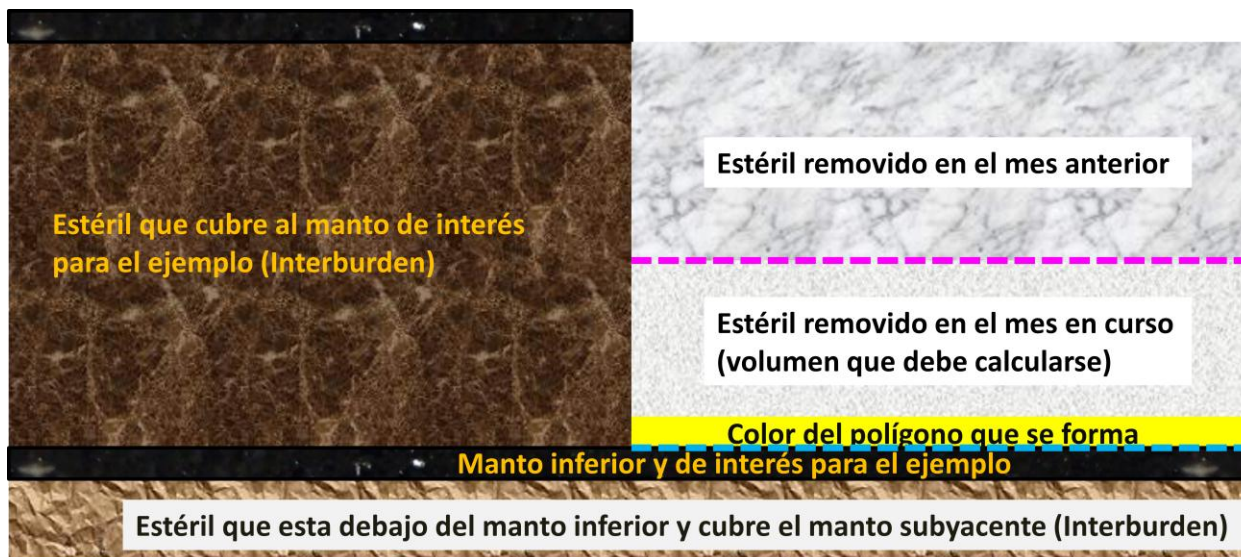 Estéril removido en el mes anterior
Estéril que cubre al manto de interés
para el ejemplo (Interburden)
Estéril removido en el mes en curso
(volumen que debe calcularse)
Color del polígono que se forma
Manto inferior y de interés para el ejemplo
Estéril que esta debajo del manto inferior y cubre el manto subyacente (Interburden)